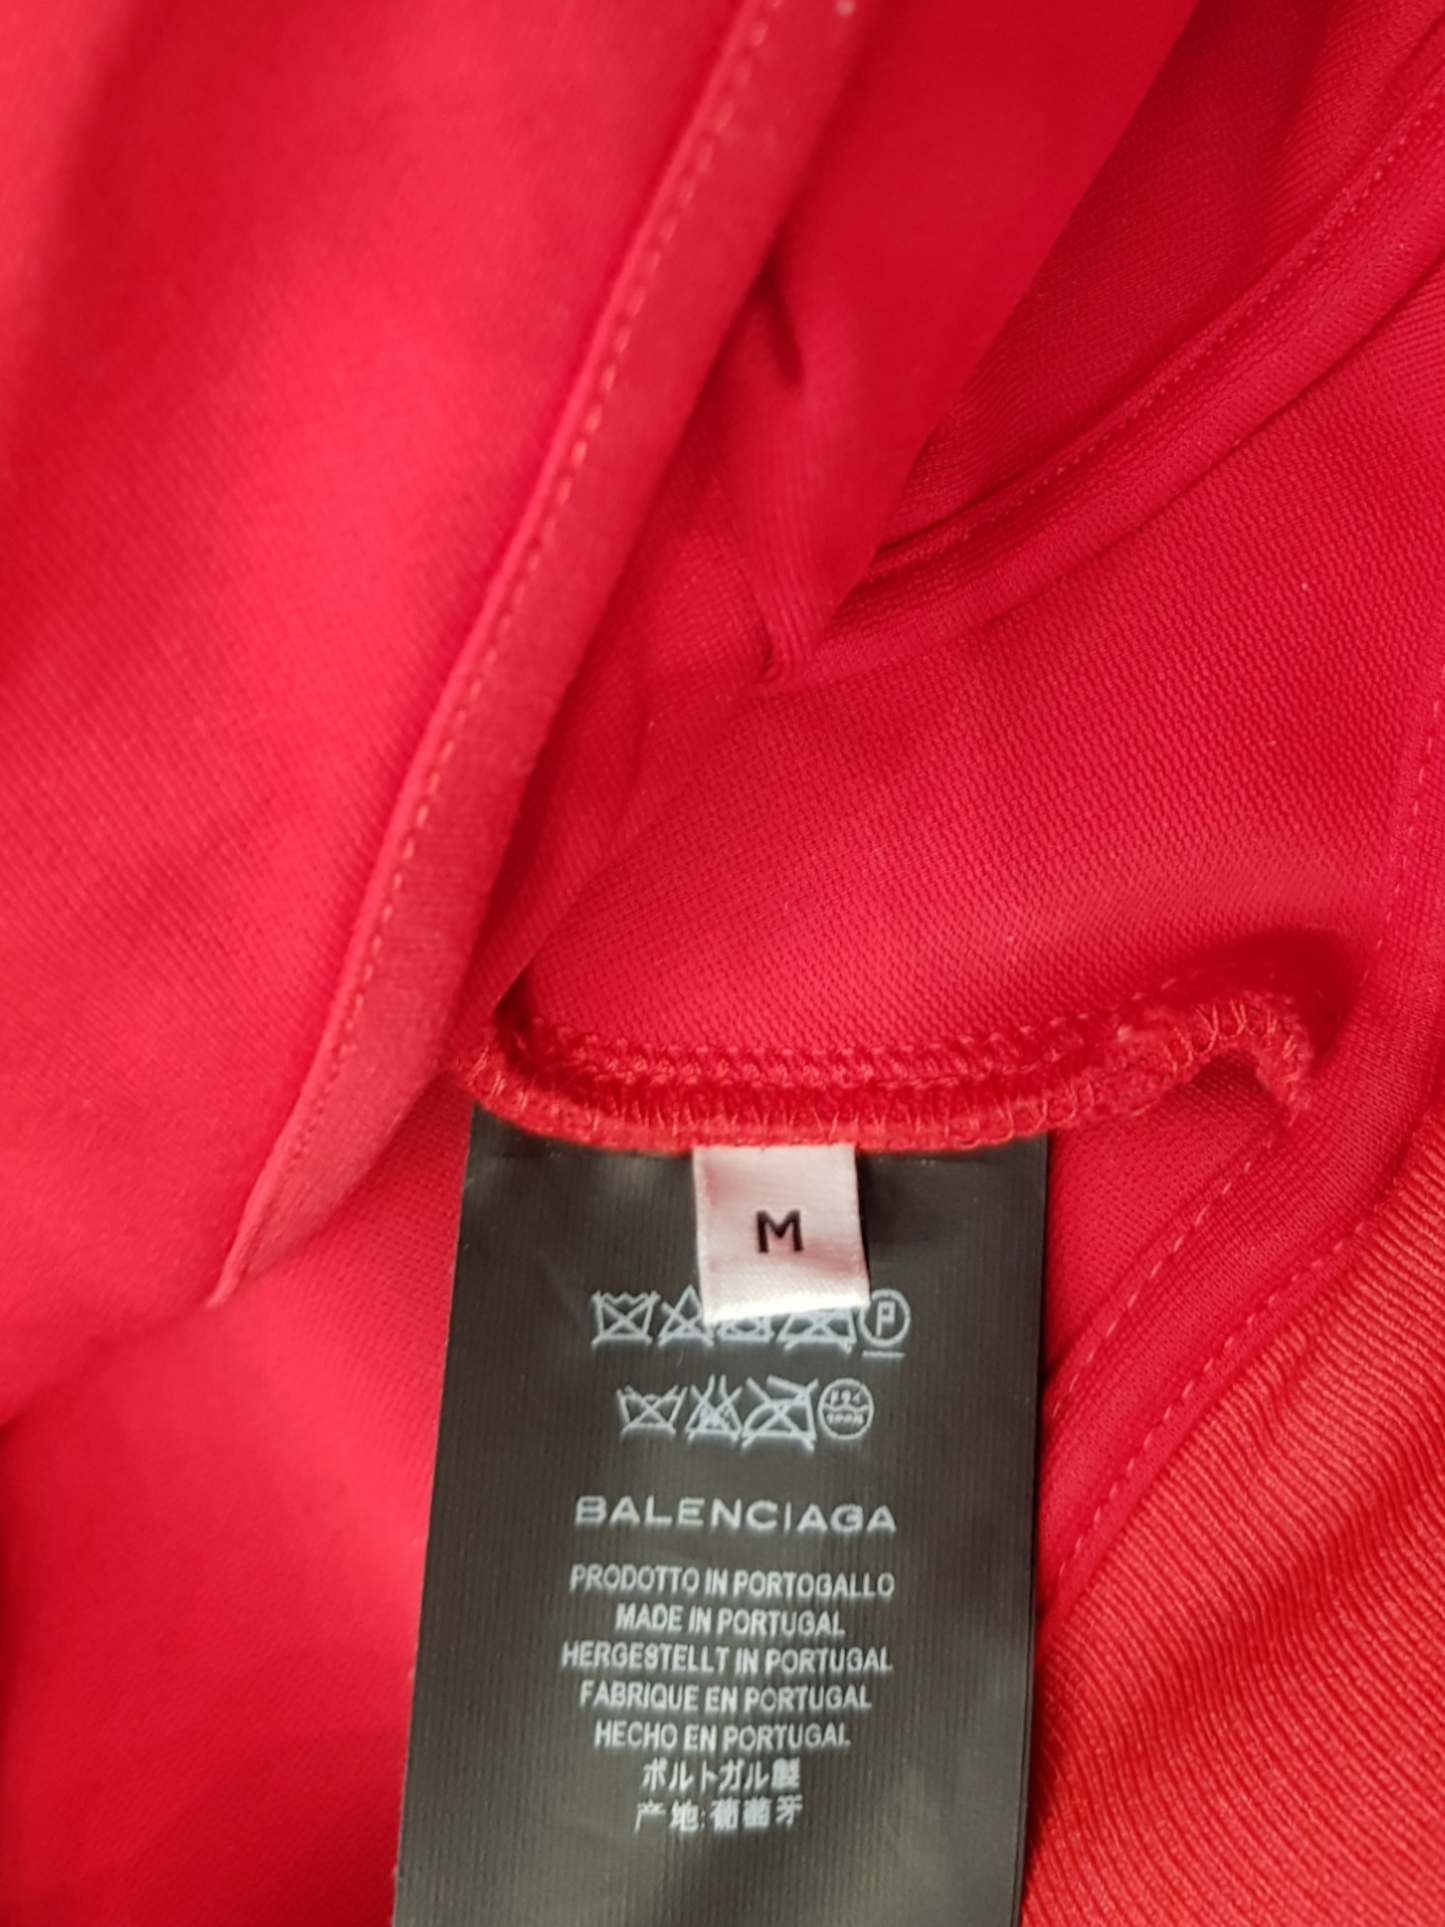 M
P
BALENCIAGA
PRODOTTO IN PORTOGALLO
MADE IN PORTUGAL
HERGESTELLT IN PORTUGAL
FABRIQUE EN PORTUGAL
HECHO EN PORTUGAL
ポルトガル製
产地:葡萄牙